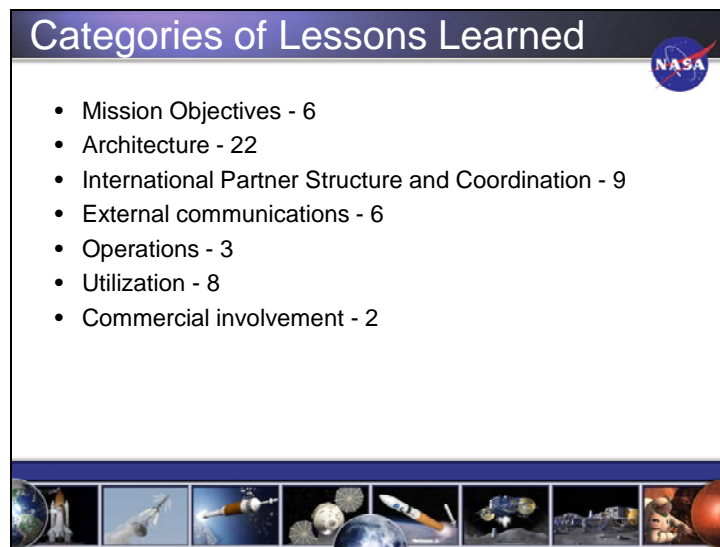 Categories of Lessons Learned
NASA
• Mission Objectives - 6
• Architecture - 22
• International Partner Structure and Coordination - 9
• External communications - 6
• Operations - 3
• Utilization - 8
• Commercial involvement - 2